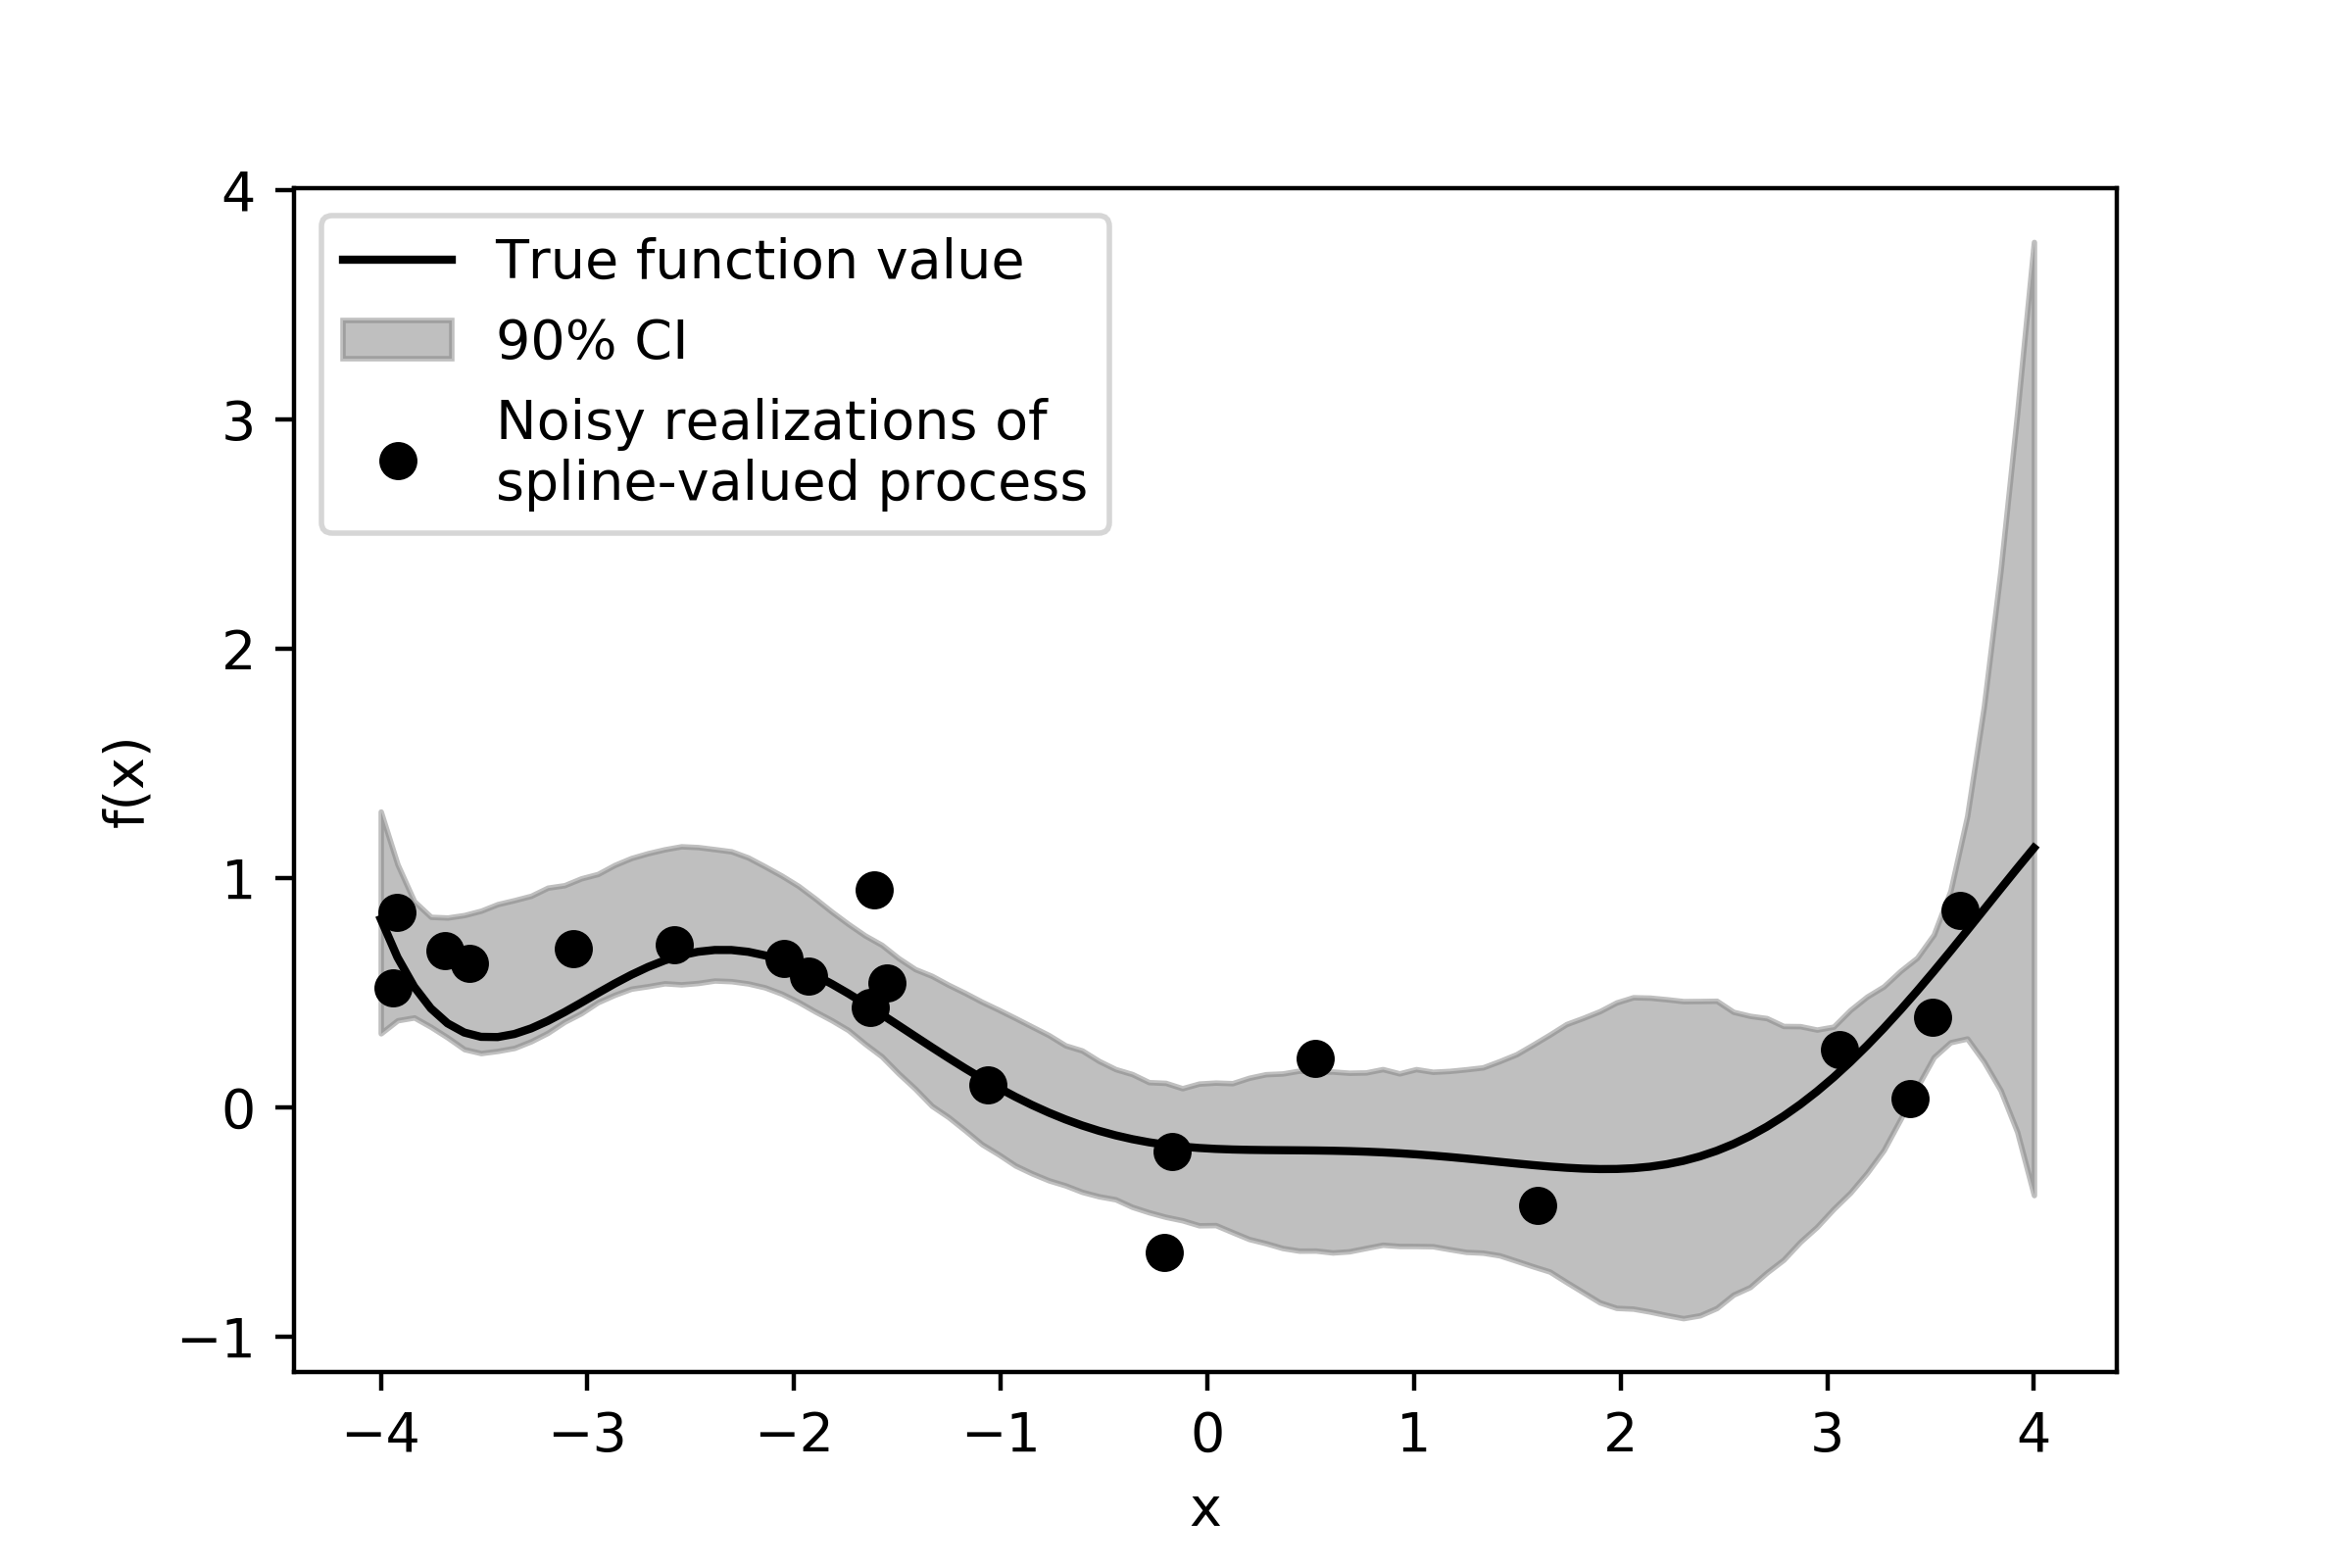 True function value
90% CI
Noisy realizations of
spline-valued process
4
3
2
1
0
−1
f(x)
−4 −3 −2 −1 0 1 2 3 4
x